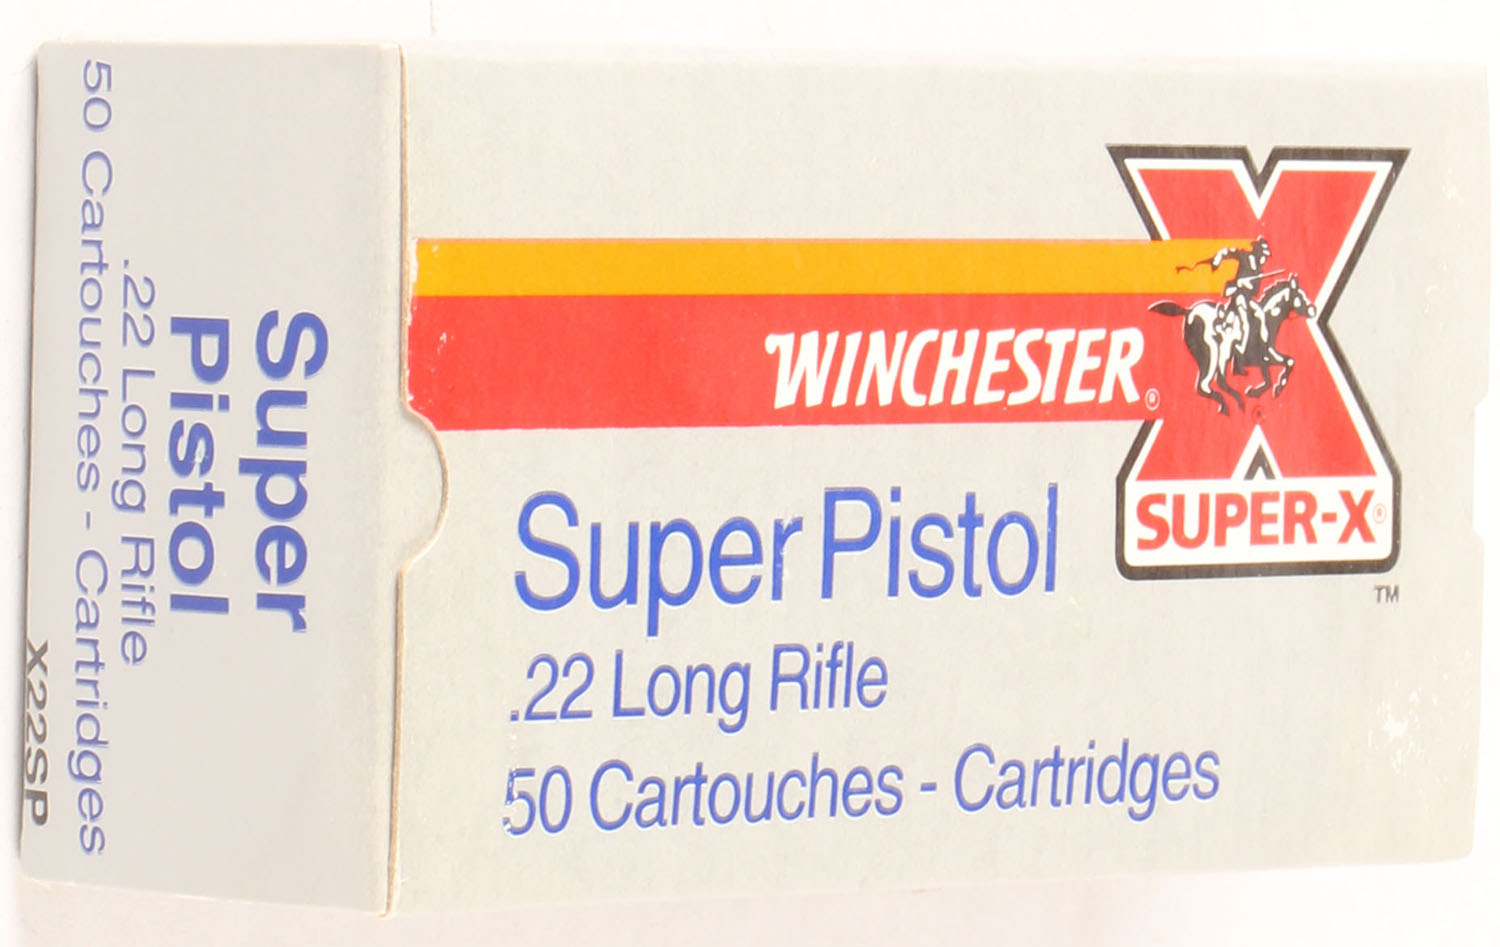 WINCHESTER®
SUPER-X®
TM
Super Pistol
.22 Long Rifle
50 Cartouches - Cartridges
Super
Pistol
.22 Long Rifle
50 Cartouches - Cartridges
X22SP